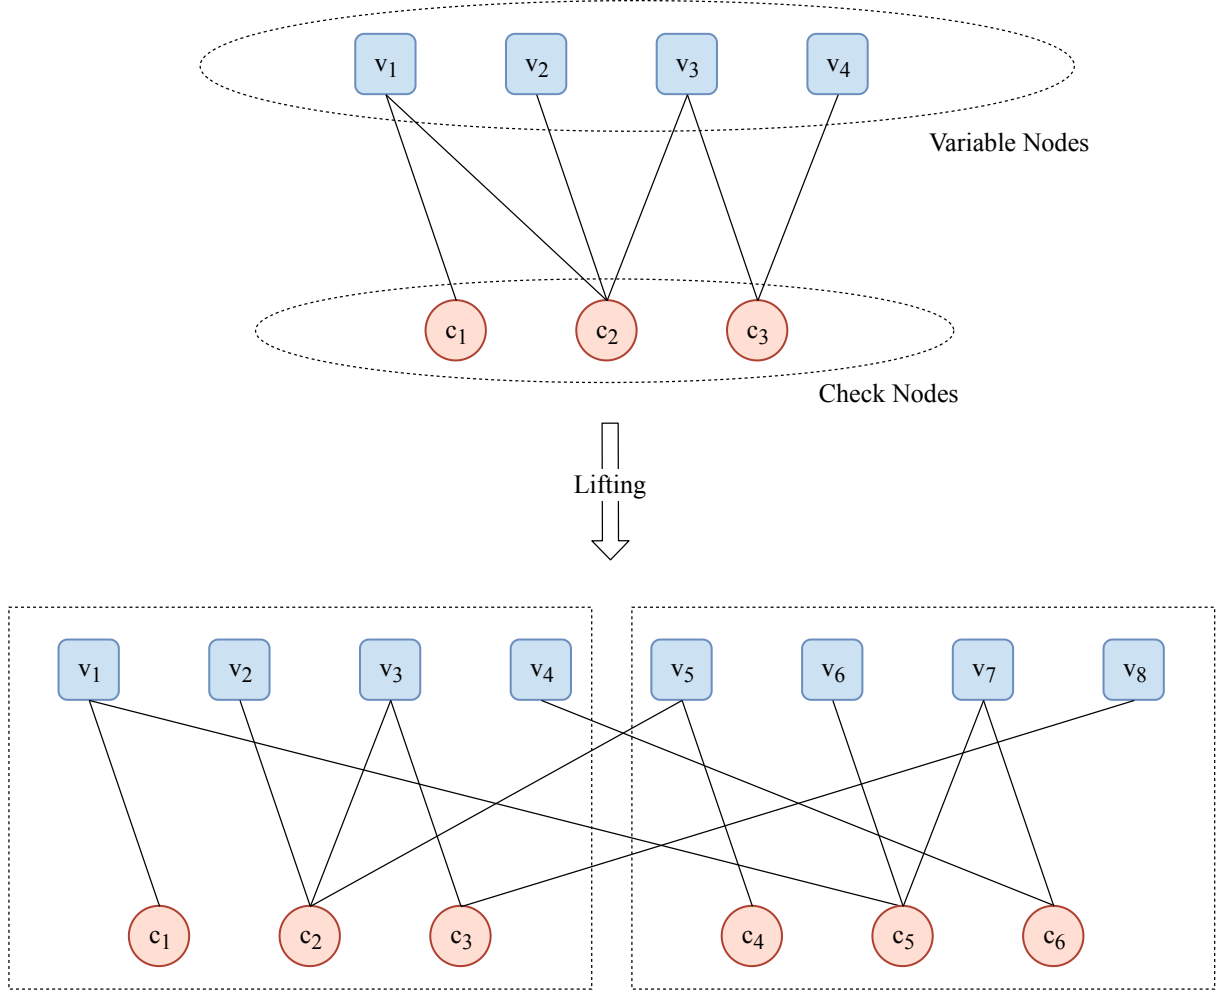 v₁ v₂ v₃ v₄
Variable Nodes
c₁ c₂ c₃
Check Nodes
Lifting
v₁ v₂ v₃ v₄ v₅ v₆ v₇ v₈
c₁ c₂ c₃ c₄ c₅ c₆